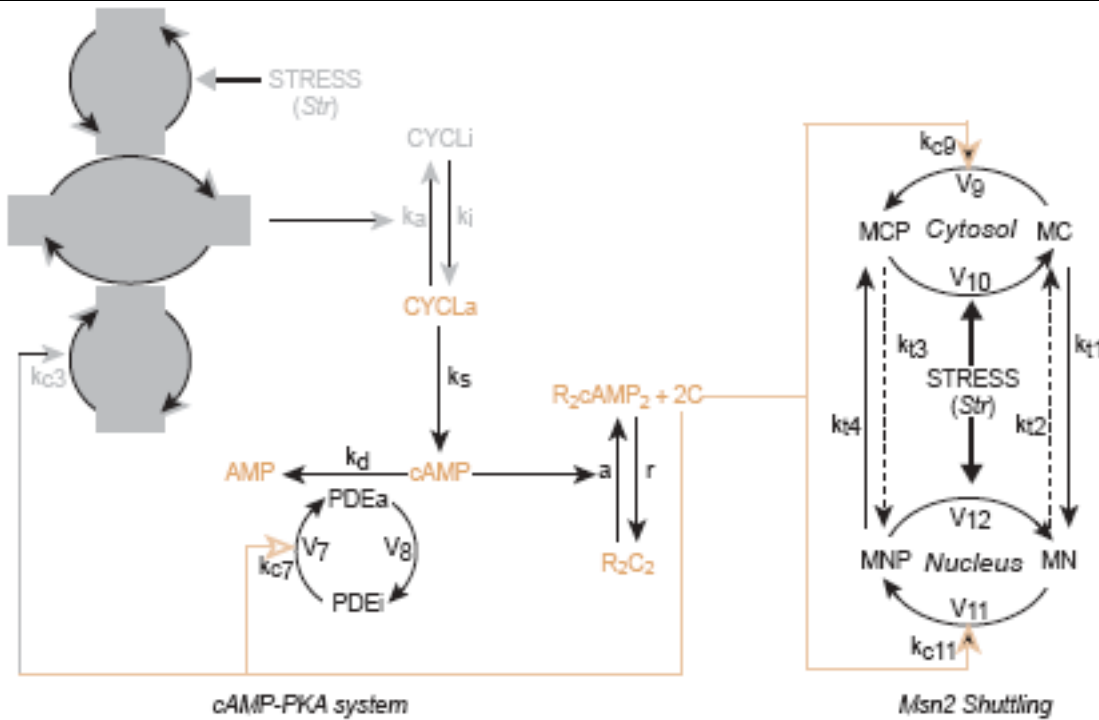 STRESS
(Str)
CYCLi
ka
ki
CYCLa
kc3
ks
R2cAMP2 + 2C
AMP
kd
cAMP
a
r
PDEa
V7
V8
kc7
R2C2
PDEi
cAMP-PKA system
kc9
V9
MCP
Cytosol
MC
V10
kt3
kt1
STRESS
(Str)
kt4
kt2
V12
MNP
Nucleus
MN
V11
kc11
Msn2 Shuttling